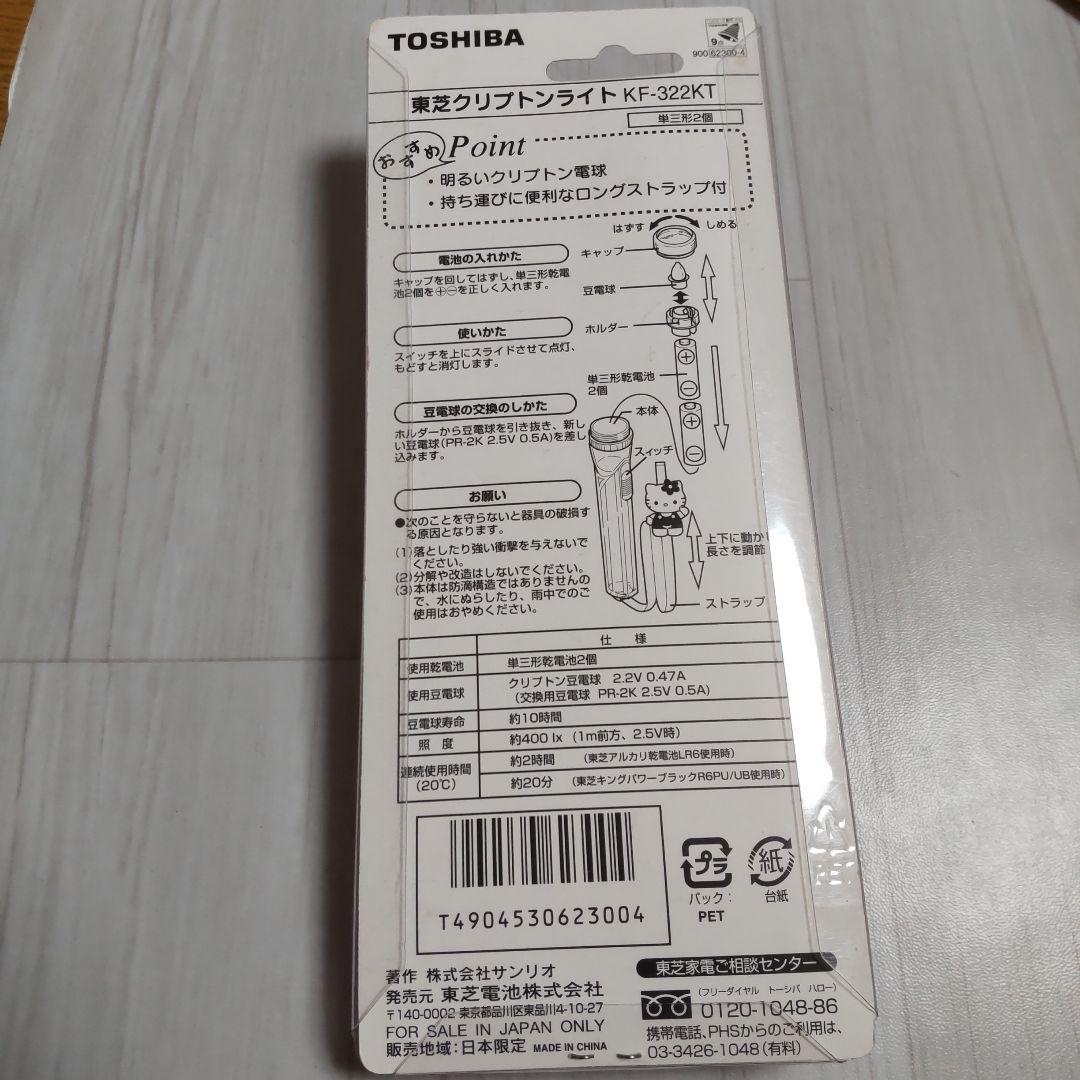 TOSHIBA
9点
900 62300-4
東芝クリプトンライト KF-322KT
単三形2個
おすすめ Point
・明るいクリプトン電球
・持ち運びに便利なロングストラップ付
電池の入れかた
キャップを回してはずし、単三形乾電
池2個を⊕⊖を正しく入れます。
使いかた
スイッチを上にスライドさせて点灯、
もどすと消灯します。
豆電球の交換のしかた
ホルダーから豆電球を引き抜き、新し
い豆電球(PR-2K 2.5V 0.5A)を差し
込みます。
お願い
●次のことを守らないと器具の破損す
る原因となります。
(1)落としたり強い衝撃を与えないで
ください。
(2)分解や改造はしないでください。
(3)本体は防滴構造ではありませんの
で、水にぬらしたり、雨中でのご
使用はおやめください。
はずす しめる
キャップ
豆電球
ホルダー
単三形乾電池
2個
本体
スイッチ
上下に動かし
長さを調節
ストラップ
仕 様
使用乾電池 単三形乾電池2個
使用豆電球 クリプトン豆電球 2.2V 0.47A
(交換用豆電球 PR-2K 2.5V 0.5A)
豆電球寿命 約10時間
照 度 約400 lx (1m前方、2.5V時)
連続使用時間
(20℃)
約2時間 (東芝アルカリ乾電池LR6使用時)
約20分 (東芝キングパワーブラックR6PU/UB使用時)
T4904530623004
プラ
パック:
PET
紙
台紙
著作 株式会社サンリオ
発売元 東芝電池株式会社
〒140-0002 東京都品川区東品川4-10-27
FOR SALE IN JAPAN ONLY
販売地域:日本限定 MADE IN CHINA
東芝家電ご相談センター
(フリーダイヤル トーシバ ハロー)
0120-1048-86
携帯電話、PHSからのご利用は、
03-3426-1048(有料)